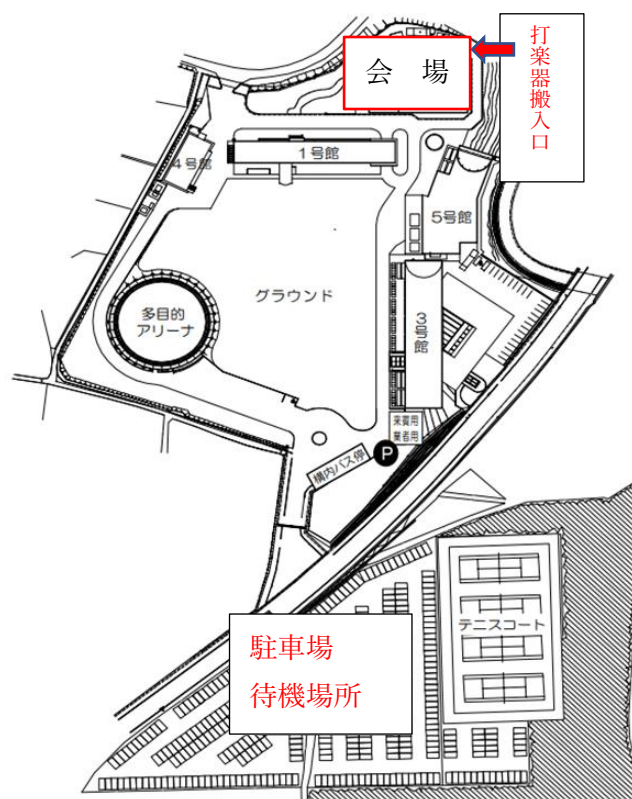 会　場
打楽器搬入口
1号館
4号館
5号館
グラウンド
多目的
アリーナ
3号館
来賓用
業者用
P
構内バス停
テニスコート
駐車場
待機場所